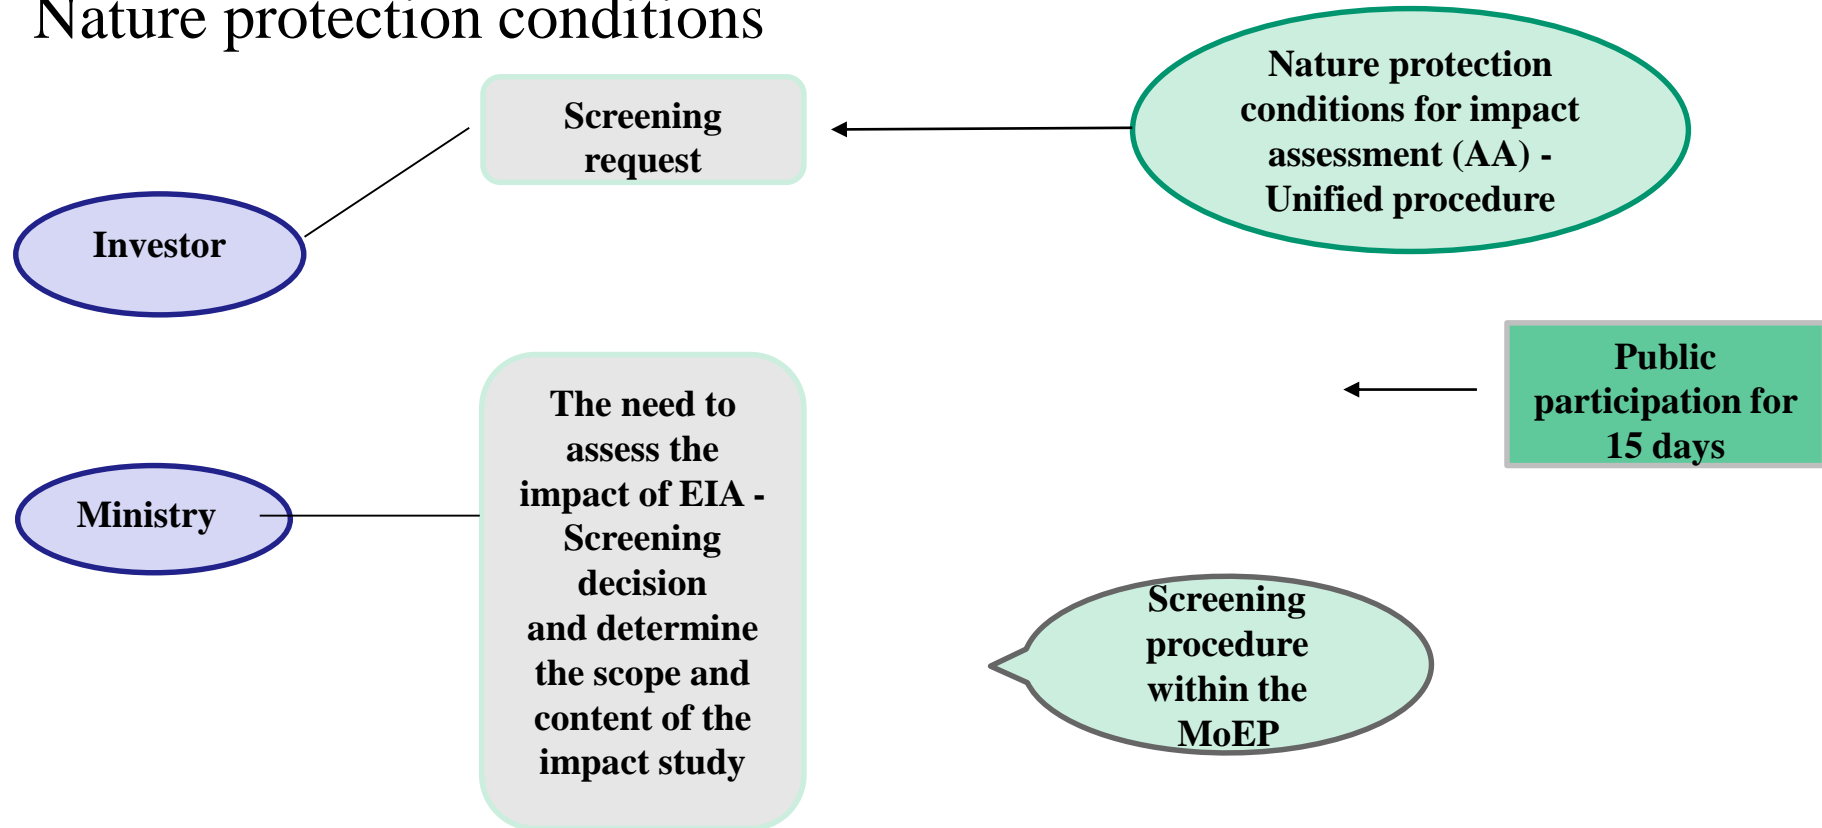 Nature protection conditions
Screening
request
Nature protection
conditions for impact
assessment (AA) -
Unified procedure
Investor
Public
participation for
15 days
The need to
assess the
impact of EIA -
Screening
decision
and determine
the scope and
content of the
impact study
Ministry
Screening
procedure
within the
MoEP